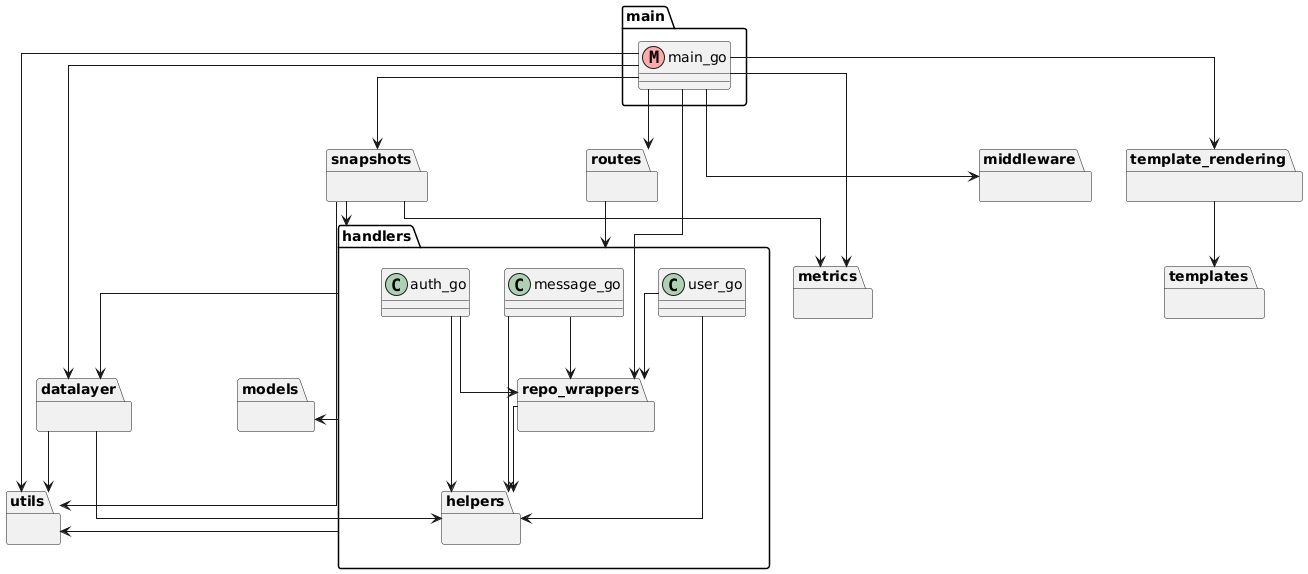 main
M main_go
snapshots
routes
middleware
template_rendering
handlers
metrics
templates
C auth_go
C message_go
C user_go
datalayer
models
repo_wrappers
utils
helpers